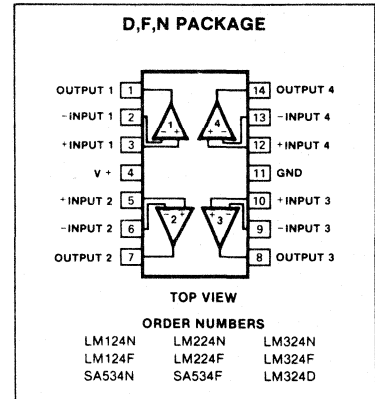 D,F,N PACKAGE
OUTPUT 1 1 14 OUTPUT 4
-INPUT 1 2 13 -INPUT 4
+INPUT 1 3 12 +INPUT 4
V + 4 11 GND
+INPUT 2 5 10 +INPUT 3
-INPUT 2 6 9 -INPUT 3
OUTPUT 2 7 8 OUTPUT 3
1 - +
4 - +
- + 2
+ - 3
TOP VIEW
ORDER NUMBERS
LM124N LM224N LM324N
LM124F LM224F LM324F
SA534N SA534F LM324D